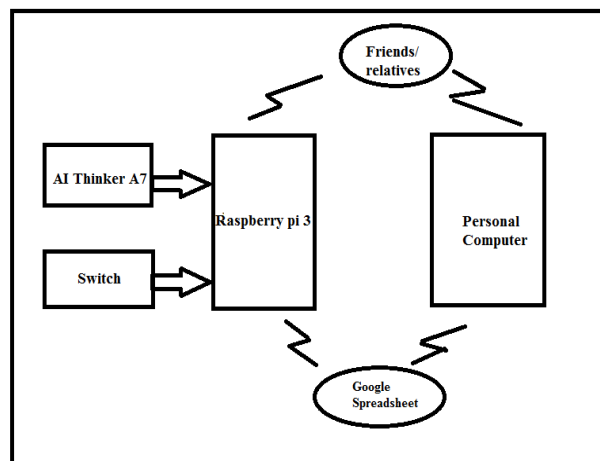 Friends/
relatives
AI Thinker A7
Raspberry pi 3
Personal
Computer
Switch
Google
Spreadsheet